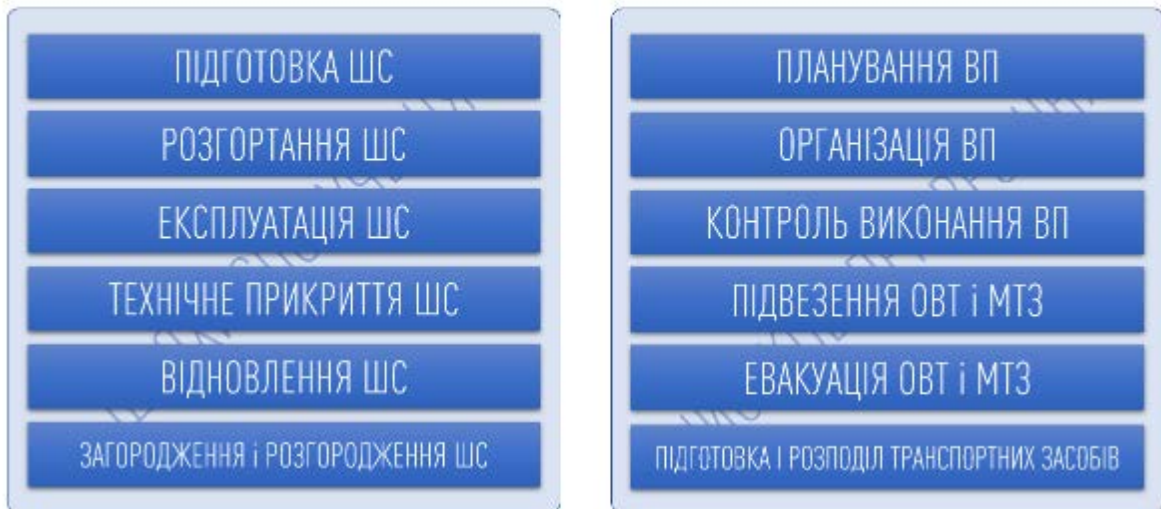 ПІДГОТОВКА ШС
РОЗГОРТАННЯ ШС
ЕКСПЛУАТАЦІЯ ШС
ТЕХНІЧНЕ ПРИКРИТТЯ ШС
ВІДНОВЛЕННЯ ШС
ЗАГОРОДЖЕННЯ і РОЗГОРОДЖЕННЯ ШС
ПЛАНУВАННЯ ВП
ОРГАНІЗАЦІЯ ВП
КОНТРОЛЬ ВИКОНАННЯ ВП
ПІДВЕЗЕННЯ ОВТ і МТЗ
ЕВАКУАЦІЯ ОВТ і МТЗ
ПІДГОТОВКА І РОЗПОДІЛ ТРАНСПОРТНИХ ЗАСОБІВ